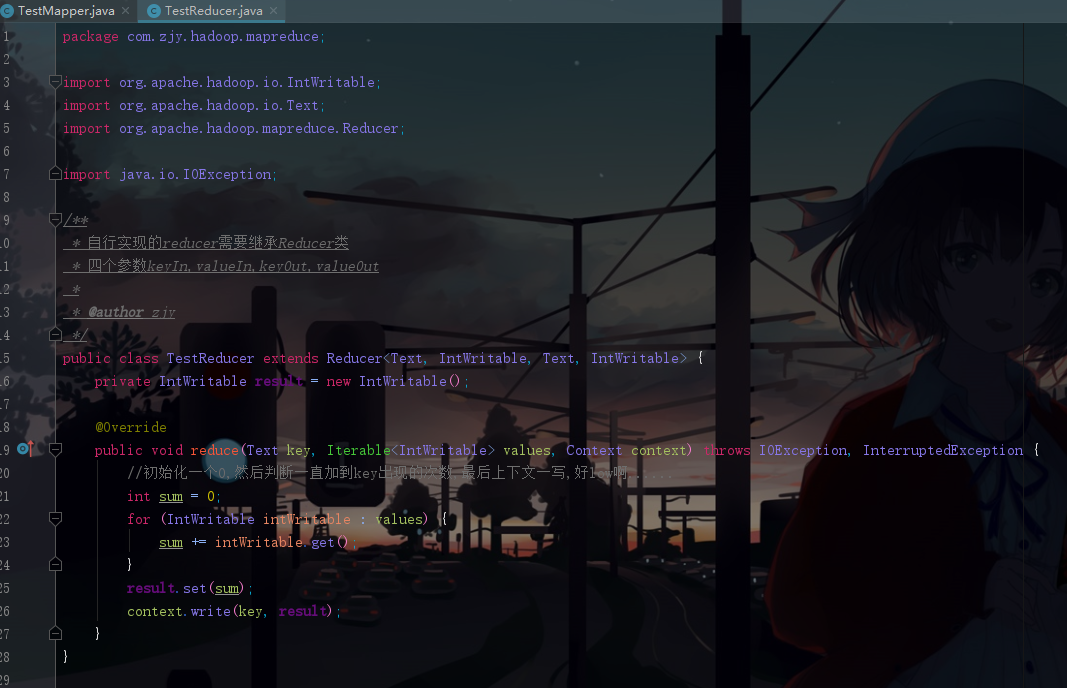 TestMapper.java × TestReducer.java ×
1 package com.zjy.hadoop.mapreduce;
2
3 import org.apache.hadoop.io.IntWritable;
4 import org.apache.hadoop.io.Text;
5 import org.apache.hadoop.mapreduce.Reducer;
6
7 import java.io.IOException;
8
9 /**
10 * 自行实现的reducer需要继承Reducer类
11 * 四个参数keyIn,valueIn,keyOut,valueOut
12 *
13 * @author zjy
14 */
15 public class TestReducer extends Reducer<Text, IntWritable, Text, IntWritable> {
16 private IntWritable result = new IntWritable();
17
18 @Override
19 public void reduce(Text key, Iterable<IntWritable> values, Context context) throws IOException, InterruptedException {
20 //初始化一个0,然后判断一直加到key出现的次数,最后上下文一写,好low啊......
21 int sum = 0;
22 for (IntWritable intWritable : values) {
23 sum += intWritable.get();
24 }
25 result.set(sum);
26 context.write(key, result);
27 }
28 }
29